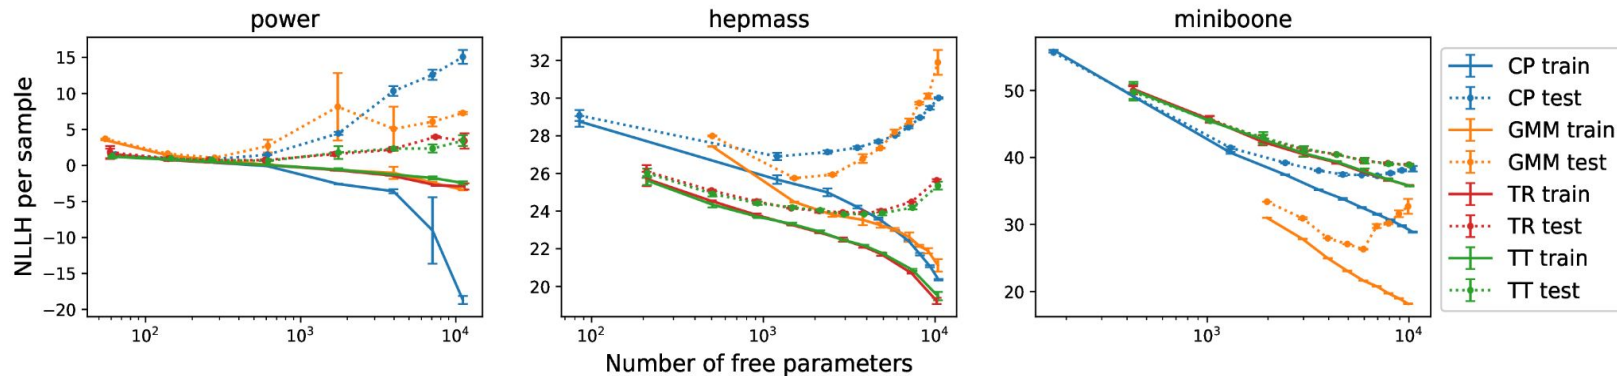 power
hepmass
miniboone
NLLH per sample
15
10
5
0
−5
−10
−15
−20
10²
10³
10⁴
32
30
28
26
24
22
20
10²
10³
10⁴
50
40
30
20
10³
10⁴
Number of free parameters
CP train
CP test
GMM train
GMM test
TR train
TR test
TT train
TT test